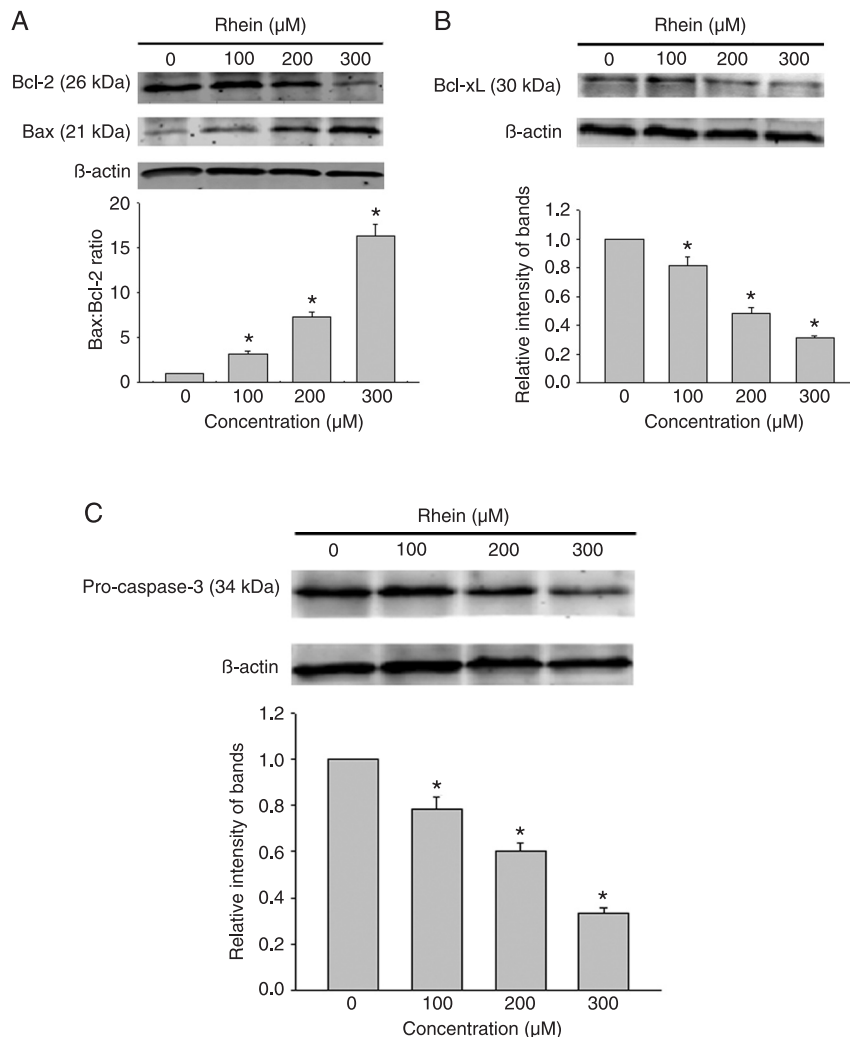 A
Rhein (µM)
0 100 200 300
Bcl-2 (26 kDa)
Bax (21 kDa)
ß-actin
20
15
10
5
0
Bax:Bcl-2 ratio
*
*
*
0 100 200 300
Concentration (µM)
B
Rhein (µM)
0 100 200 300
Bcl-xL (30 kDa)
ß-actin
1.2
1.0
0.8
0.6
0.4
0.2
0.0
Relative intensity of bands
*
*
*
0 100 200 300
Concentration (µM)
C
Rhein (µM)
0 100 200 300
Pro-caspase-3 (34 kDa)
ß-actin
1.2
1.0
0.8
0.6
0.4
0.2
0.0
Relative intensity of bands
*
*
*
0 100 200 300
Concentration (µM)